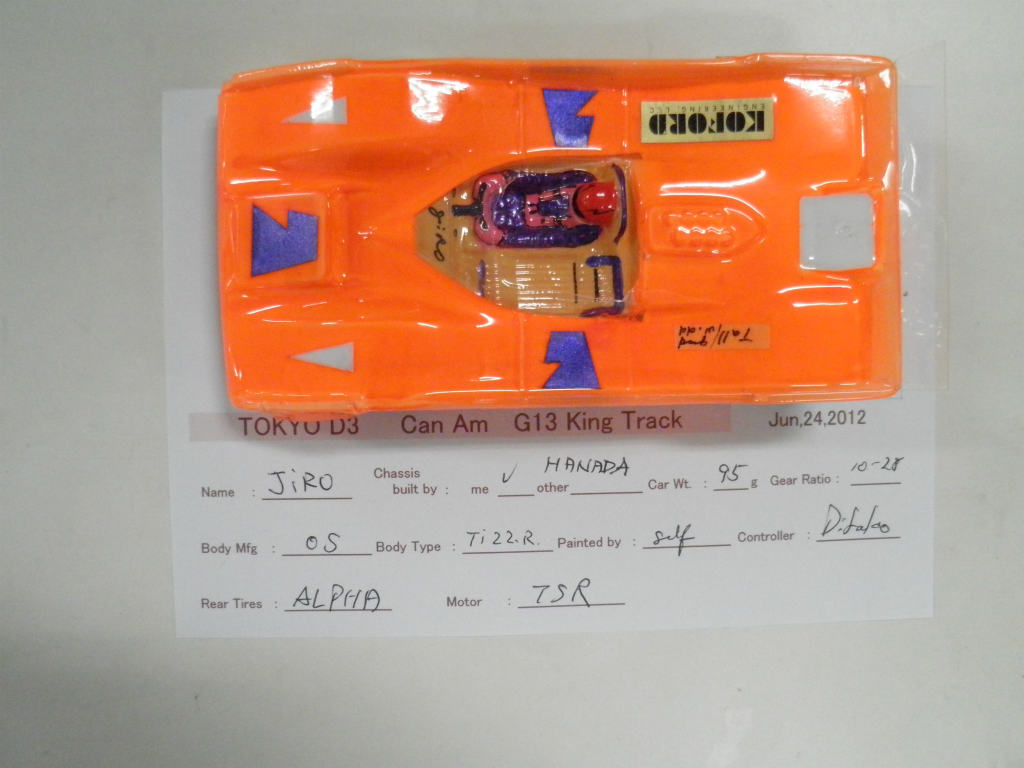 KOFORD
ENGINEERING, LLC
jiRO
TOKYO D3 Can Am G13 King Track Jun,24,2012
Name : JiRO Chassis built by : me ✓ other HANADA Car Wt. : 95 g Gear Ratio : 10-28
Body Mfg : OS Body Type : Ti22.R. Painted by : self Controller : Difalco
Rear Tires : ALPHA Motor : TSR